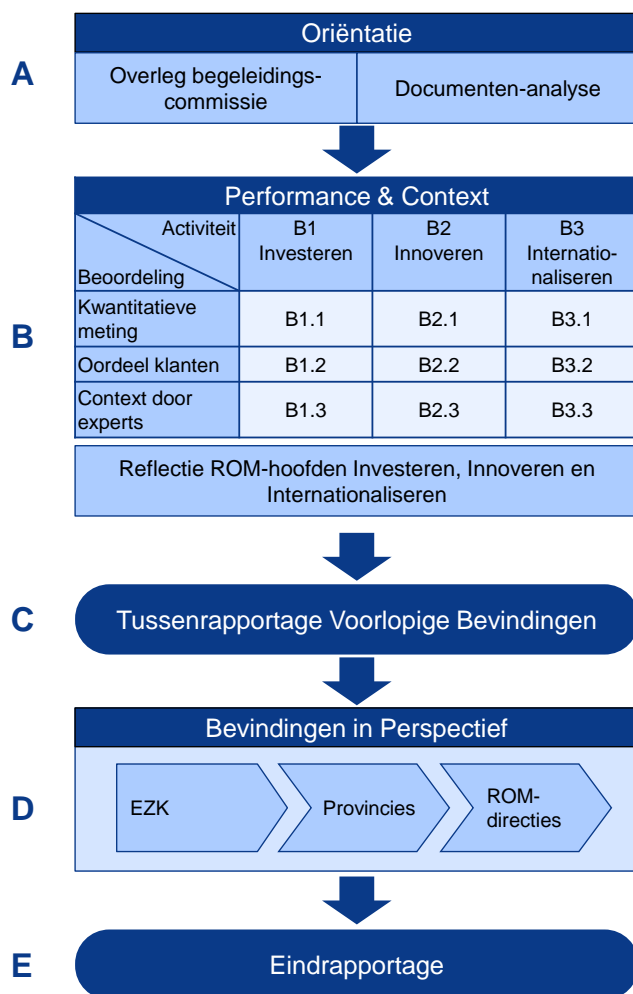 Oriëntatie
A
Overleg begeleidings-
commissie
Documenten-analyse
Performance & Context
Activiteit
Beoordeling
B1
Investeren
B2
Innoveren
B3
Internatio-
naliseren
B
Kwantitatieve
meting
B1.1
B2.1
B3.1
Oordeel klanten
B1.2
B2.2
B3.2
Context door
experts
B1.3
B2.3
B3.3
Reflectie ROM-hoofden Investeren, Innoveren en
Internationaliseren
C
Tussenrapportage Voorlopige Bevindingen
Bevindingen in Perspectief
D
EZK
Provincies
ROM-
directies
E
Eindrapportage